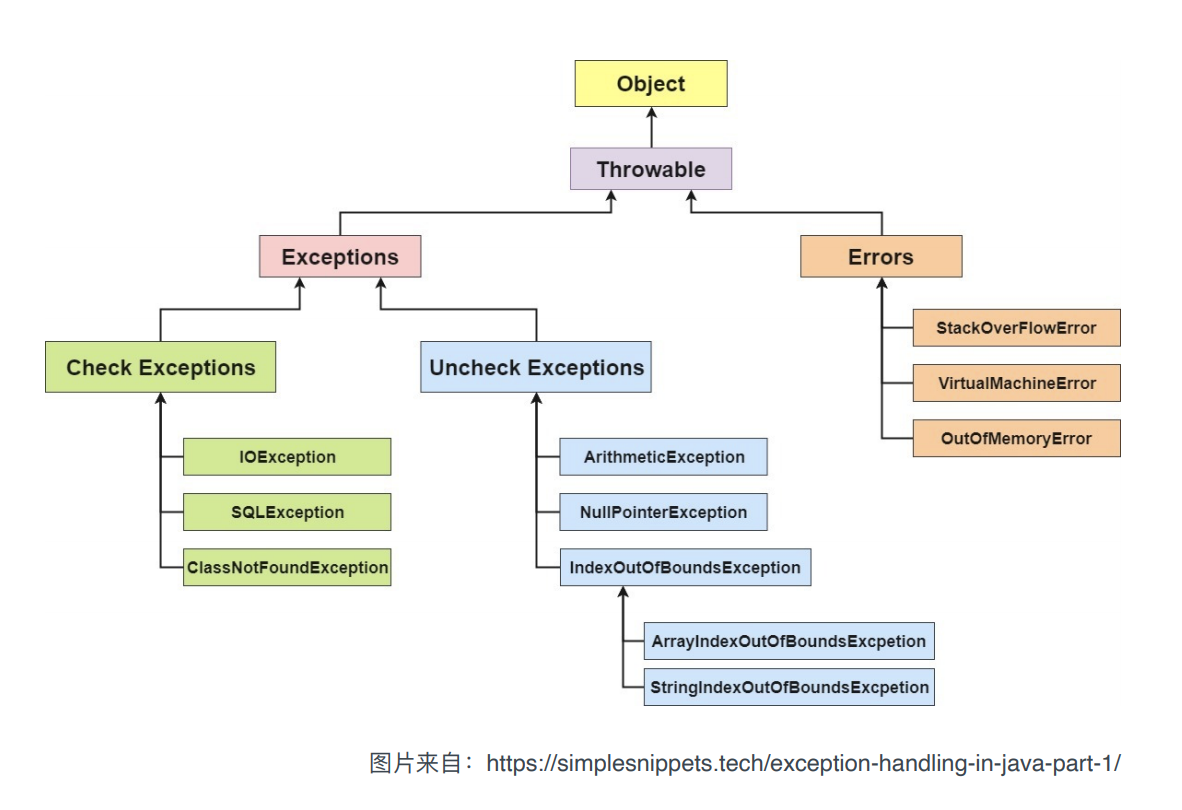 Object
Throwable
Exceptions
Errors
StackOverFlowError
VirtualMachineError
OutOfMemoryError
Check Exceptions
Uncheck Exceptions
IOException
SQLException
ClassNotFoundException
ArithmeticException
NullPointerException
IndexOutOfBoundsException
ArrayIndexOutOfBoundsExcpetion
StringIndexOutOfBoundsExcpetion
图片来自：https://simplesnippets.tech/exception-handling-in-java-part-1/